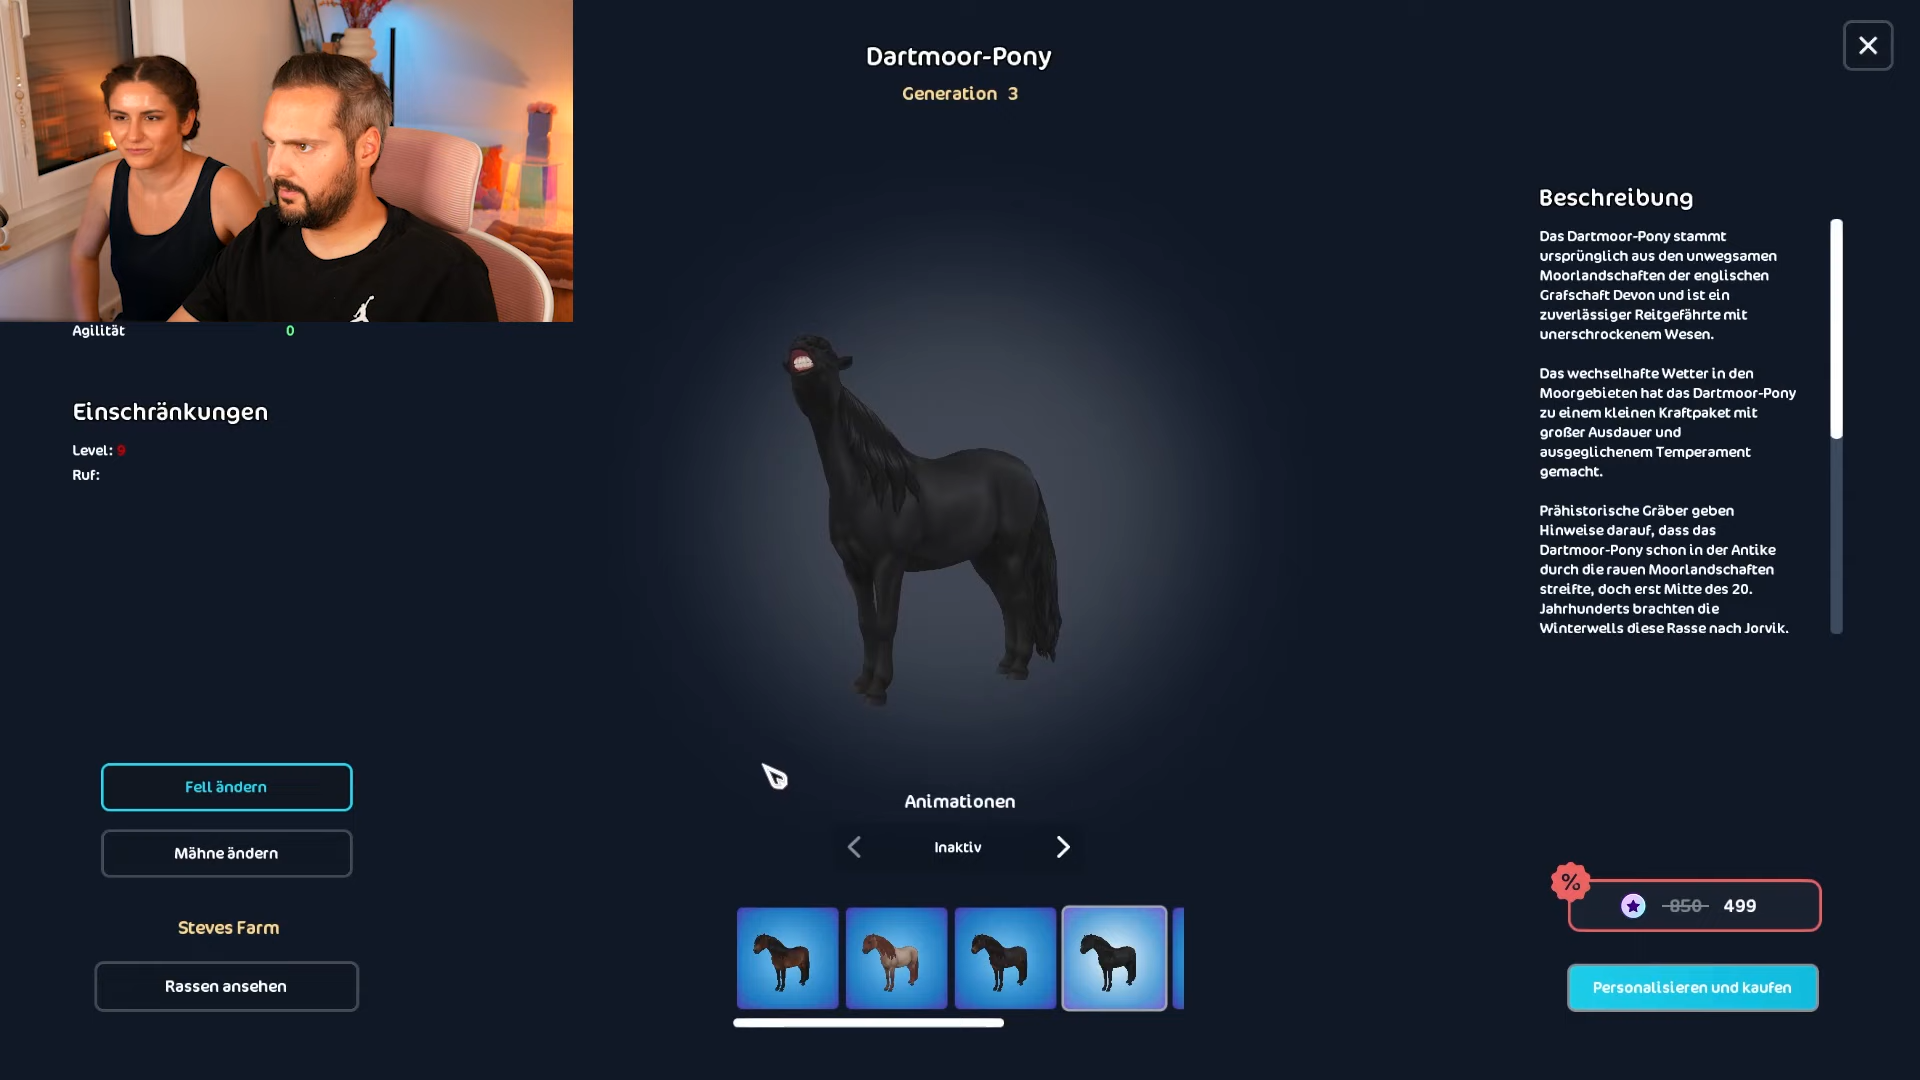 Dartmoor-Pony
Generation 3
Agilität 0
Einschränkungen
Level: 9
Ruf:
Beschreibung
Das Dartmoor-Pony stammt
ursprünglich aus den unwegsamen
Moorlandschaften der englischen
Grafschaft Devon und ist ein
zuverlässiger Reitgefährte mit
unerschrockenem Wesen.
Das wechselhafte Wetter in den
Moorgebieten hat das Dartmoor-Pony
zu einem kleinen Kraftpaket mit
großer Ausdauer und
ausgeglichenem Temperament
gemacht.
Prähistorische Gräber geben
Hinweise darauf, dass das
Dartmoor-Pony schon in der Antike
durch die rauen Moorlandschaften
streifte, doch erst Mitte des 20.
Jahrhunderts brachten die
Winterwells diese Rasse nach Jorvik.
Fell ändern
Mähne ändern
Steves Farm
Rassen ansehen
Animationen
Inaktiv
% 850 499
Personalisieren und kaufen